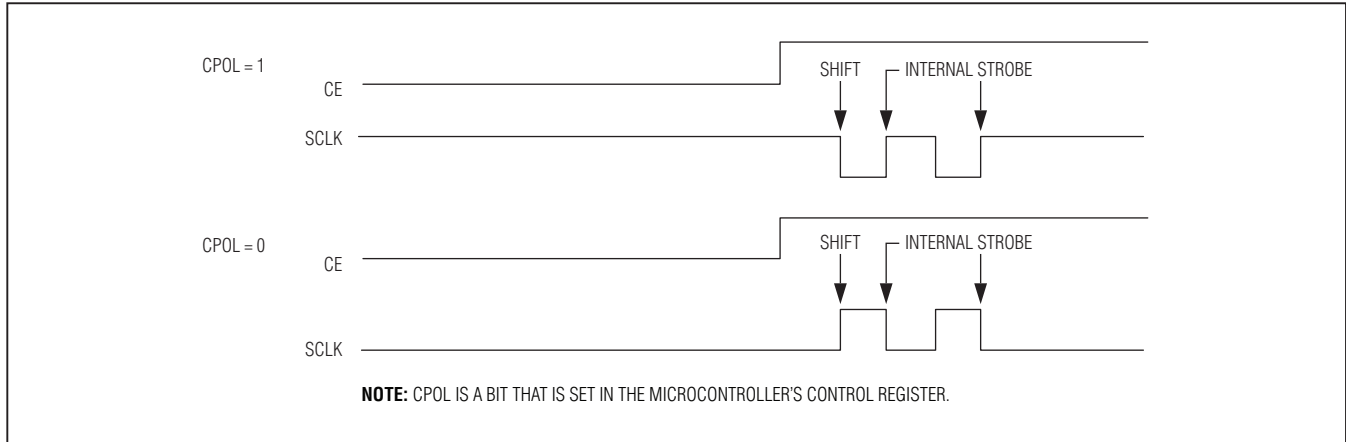 CPOL = 1
SHIFT
INTERNAL STROBE
CE
SCLK
CPOL = 0
SHIFT
INTERNAL STROBE
CE
SCLK
NOTE: CPOL IS A BIT THAT IS SET IN THE MICROCONTROLLER'S CONTROL REGISTER.